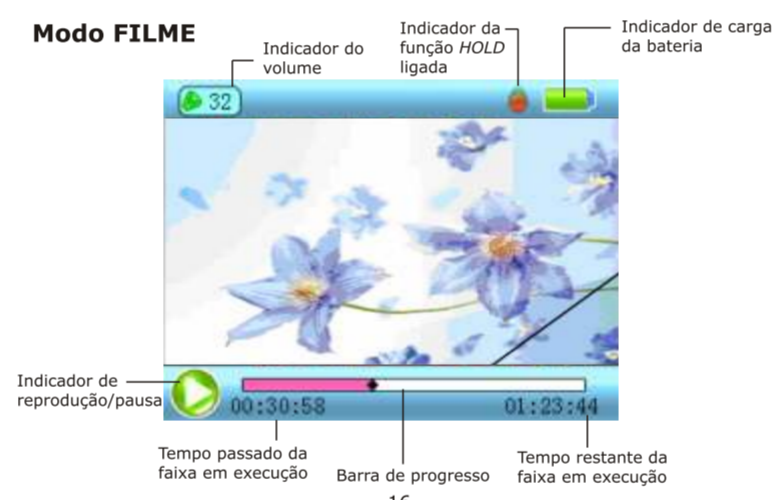 Modo FILME
Indicador do
volume
Indicador da
função HOLD
ligada
Indicador de carga
da bateria
32
Indicador de
reprodução/pausa
00:30:58
01:23:44
Tempo passado da
faixa em execução
Barra de progresso
Tempo restante da
faixa em execução
16